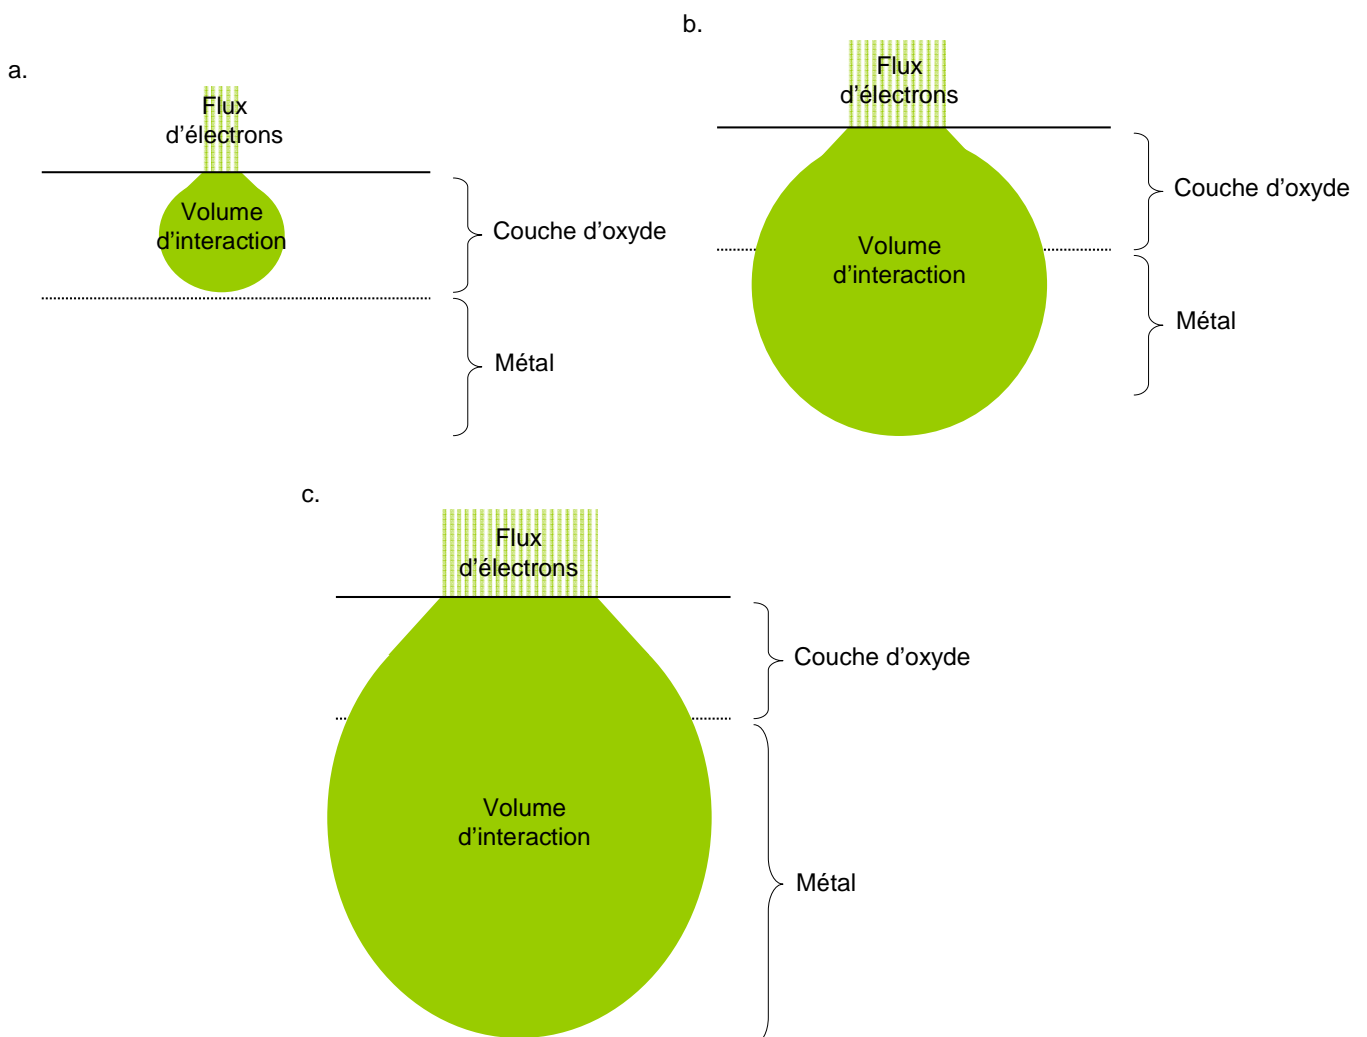 a.
Flux
d’électrons
Volume
d’interaction
Couche d’oxyde
Métal
b.
Flux
d’électrons
Volume
d’interaction
Couche d’oxyde
Métal
c.
Flux
d’électrons
Volume
d’interaction
Couche d’oxyde
Métal